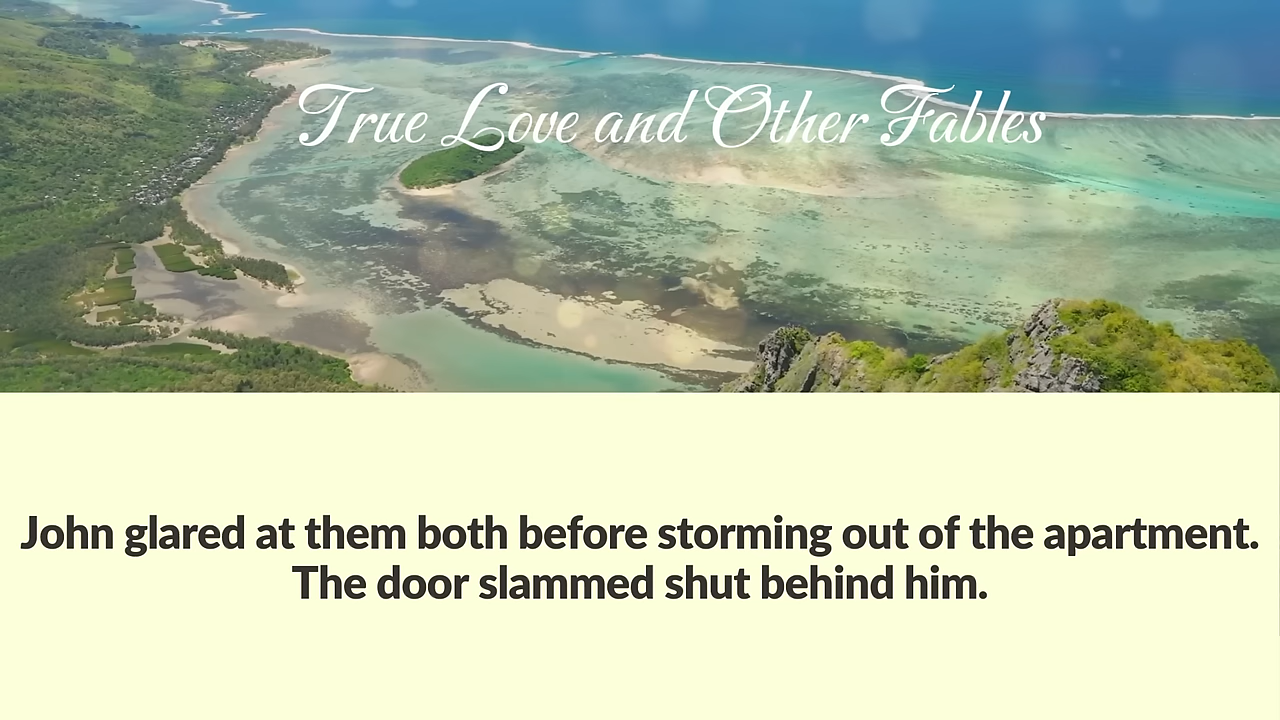 True Love and Other Fables
John glared at them both before storming out of the apartment.
The door slammed shut behind him.